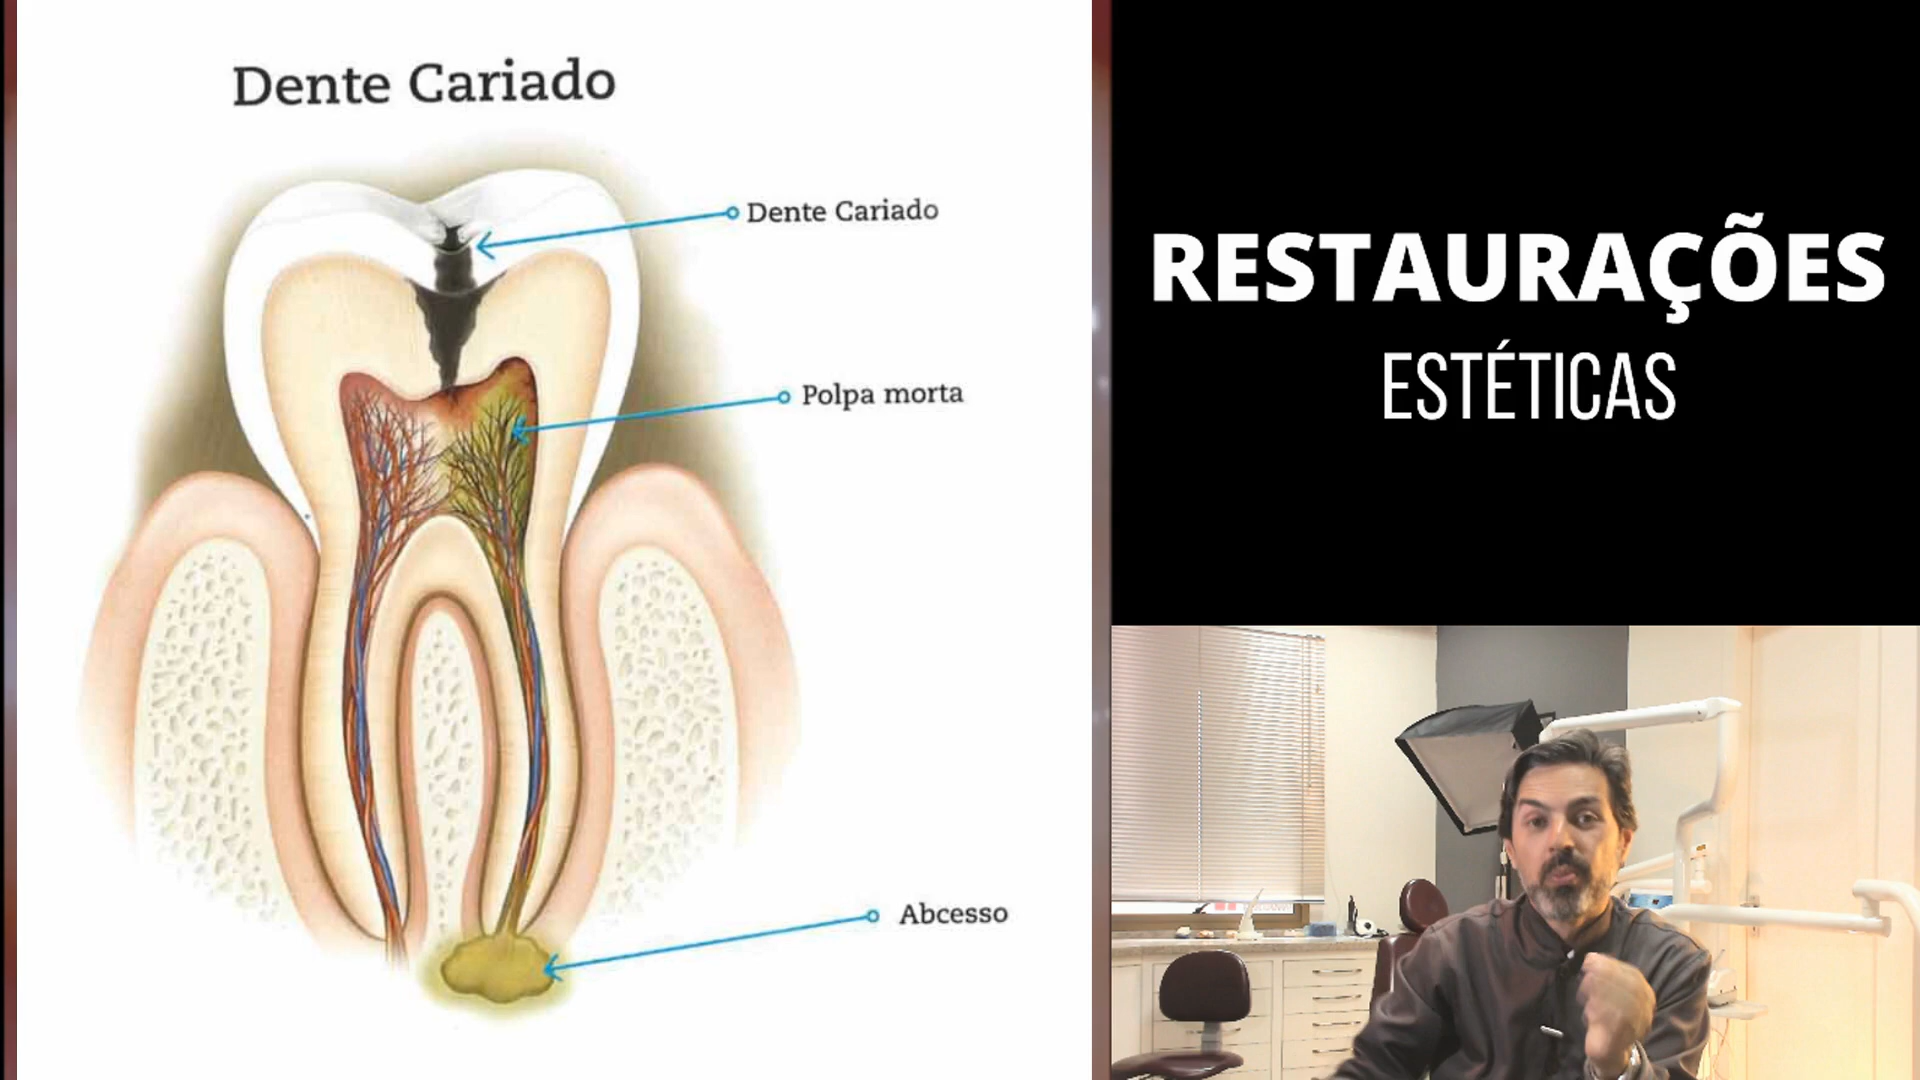 Dente Cariado
Dente Cariado
Polpa morta
Abcesso
RESTAURAÇÕES
ESTÉTICAS